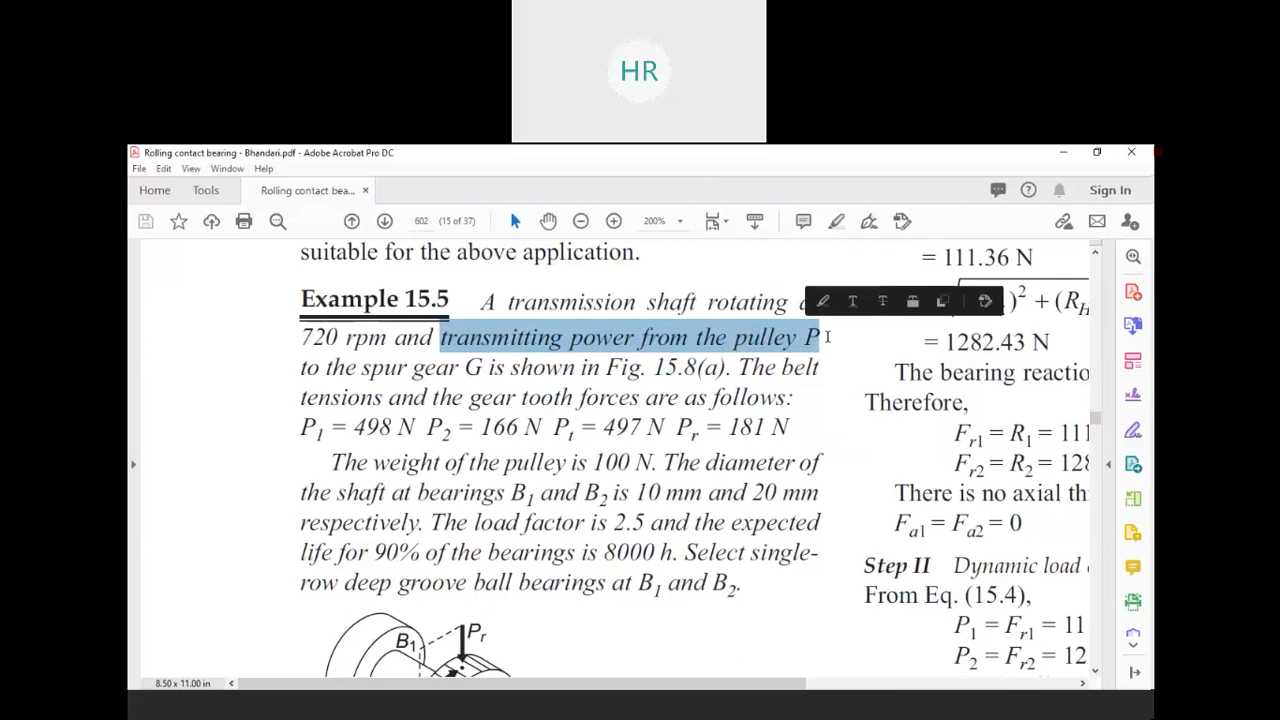 HR
Rolling contact bearing - Bhandari.pdf - Adobe Acrobat Pro DC
File Edit View Window Help
Home Tools Rolling contact bea... × Sign In
602 (15 of 37) 200%
suitable for the above application.
Example 15.5 A transmission shaft rotating
720 rpm and transmitting power from the pulley P
to the spur gear G is shown in Fig. 15.8(a). The belt
tensions and the gear tooth forces are as follows:
P1 = 498 N P2 = 166 N Pt = 497 N Pr = 181 N
The weight of the pulley is 100 N. The diameter of
the shaft at bearings B1 and B2 is 10 mm and 20 mm
respectively. The load factor is 2.5 and the expected
life for 90% of the bearings is 8000 h. Select single-
row deep groove ball bearings at B1 and B2.
B1 Pr
= 111.36 N
)² + (RH
= 1282.43 N
The bearing reactio
Therefore,
Fr1 = R1 = 111
Fr2 = R2 = 128
There is no axial th
Fa1 = Fa2 = 0
Step II Dynamic load
From Eq. (15.4),
P1 = Fr1 = 11
P2 = Fr2 = 12
8.50 x 11.00 in